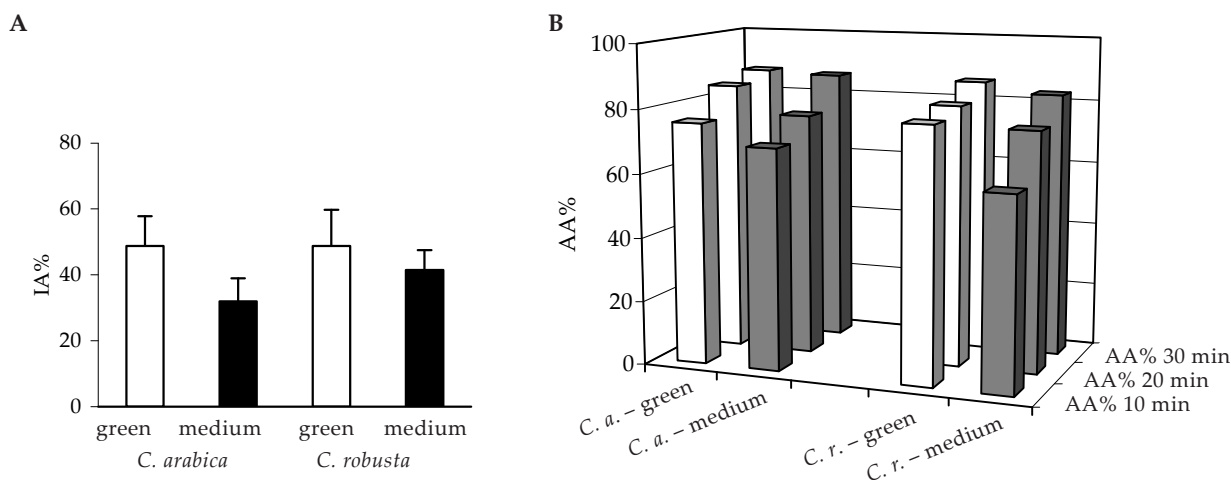 A
IA%
80
60
40
20
0
green medium green medium
C. arabica C. robusta
B
AA%
100
80
60
40
20
0
C. a. – green
C. a. – medium
C. r. – green
C. r. – medium
AA% 30 min
AA% 20 min
AA% 10 min